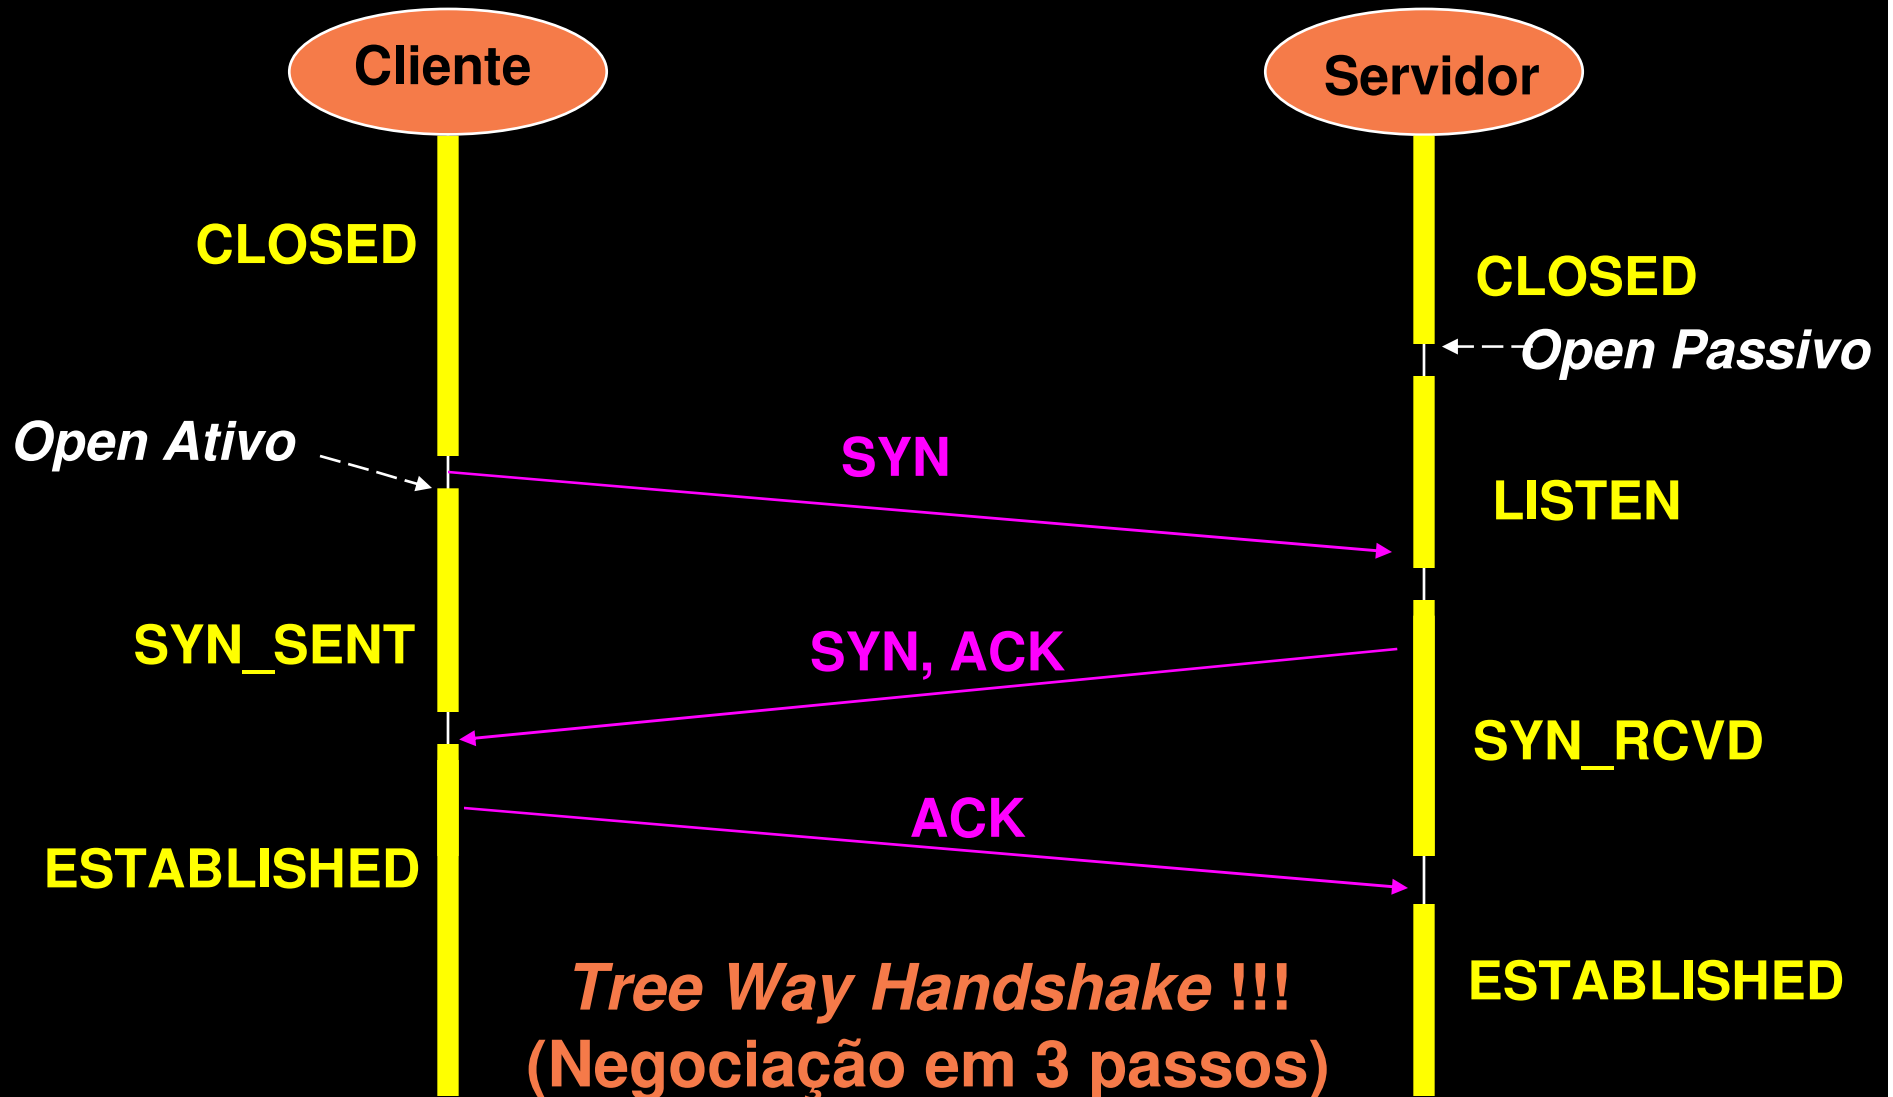 Cliente
Servidor
CLOSED
CLOSED
Open Passivo
Open Ativo
SYN
LISTEN
SYN_SENT
SYN, ACK
SYN_RCVD
ACK
ESTABLISHED
ESTABLISHED
Tree Way Handshake !!!
(Negociação em 3 passos)